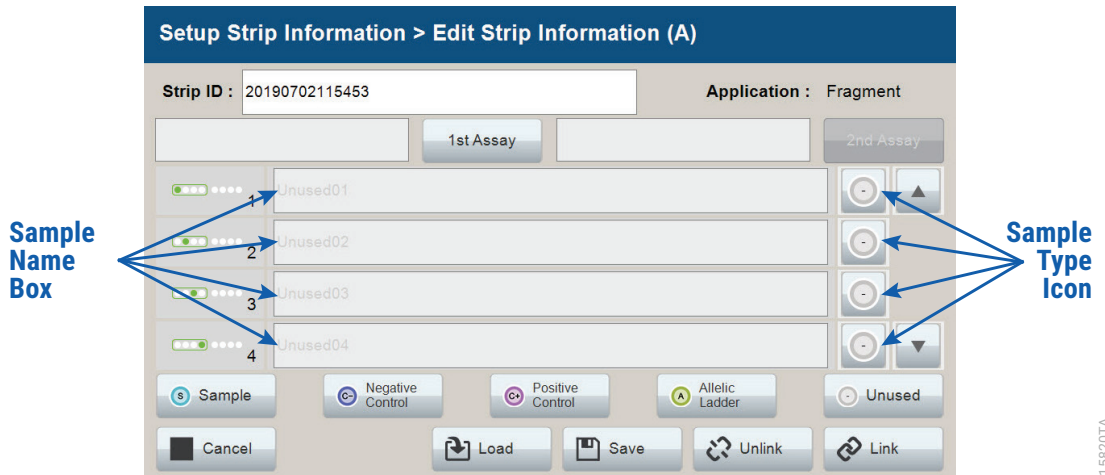 Setup Strip Information > Edit Strip Information (A)
Strip ID : 20190702115453 Application : Fragment
1st Assay 2nd Assay
1 Unused01 -
2 Unused02 -
3 Unused03 -
4 Unused04 -
Sample
Name
Box
Sample
Type
Icon
S Sample C- Negative Control C+ Positive Control A Allelic Ladder - Unused
Cancel Load Save Unlink Link
15820TA